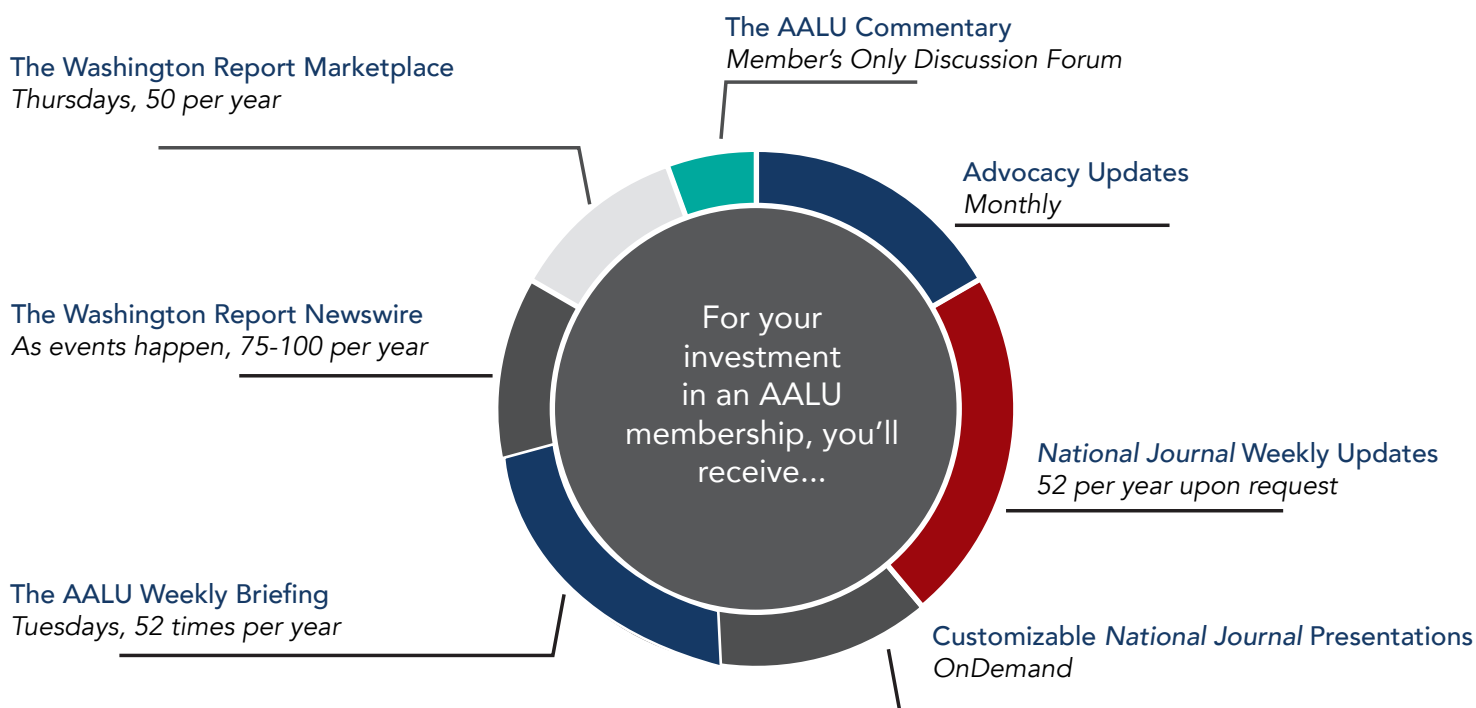 The AALU Commentary
Member's Only Discussion Forum
The Washington Report Marketplace
Thursdays, 50 per year
Advocacy Updates
Monthly
The Washington Report Newswire
As events happen, 75-100 per year
For your
investment
in an AALU
membership, you'll
receive...
National Journal Weekly Updates
52 per year upon request
The AALU Weekly Briefing
Tuesdays, 52 times per year
Customizable National Journal Presentations
OnDemand